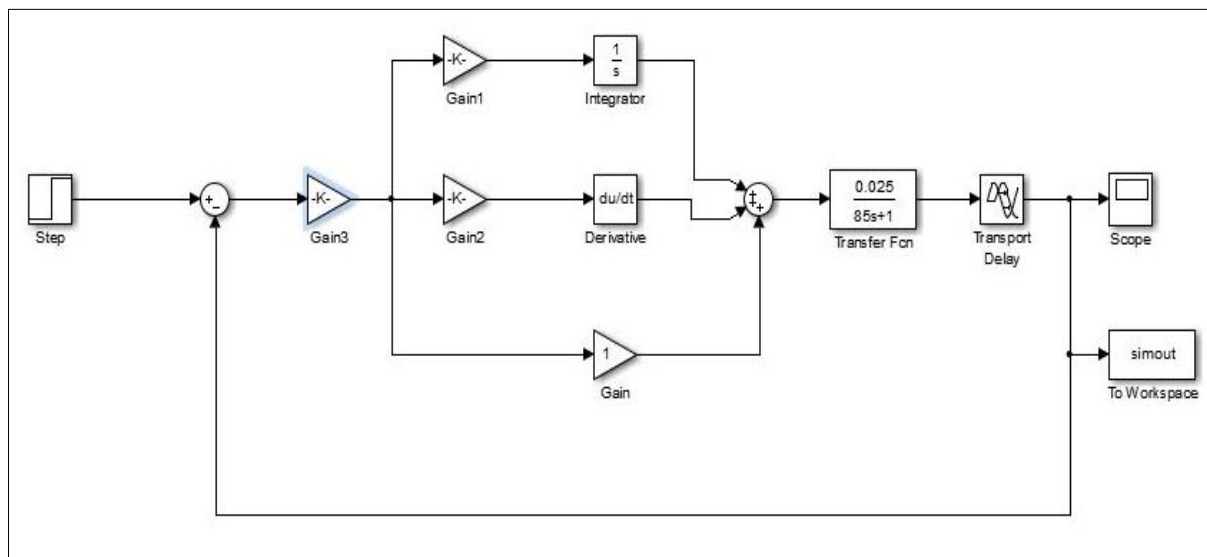 -K-
Gain1
1
s
Integrator
Step
+
−
-K-
Gain3
-K-
Gain2
du/dt
Derivative
+
+
+
0.025
85s+1
Transfer Fcn
Transport
Delay
Scope
1
Gain
simout
To Workspace